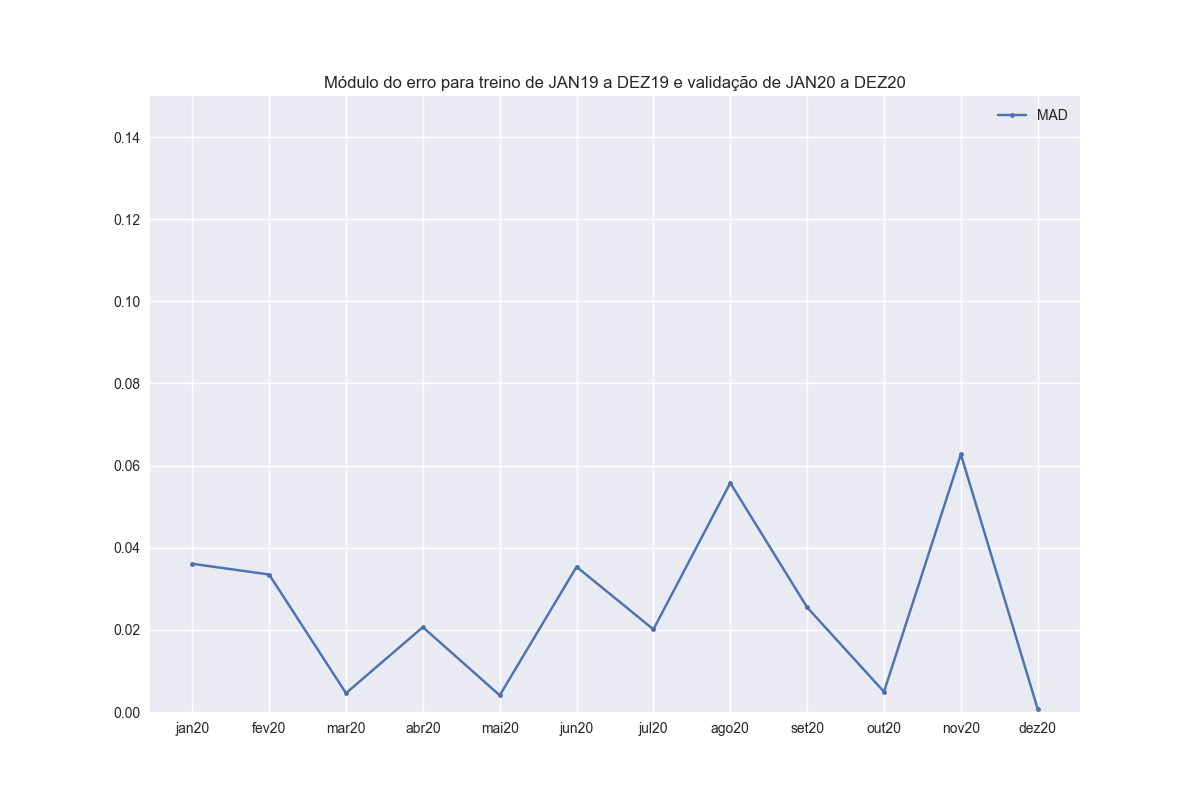 Módulo do erro para treino de JAN19 a DEZ19 e validação de JAN20 a DEZ20
MAD
0.14
0.12
0.10
0.08
0.06
0.04
0.02
0.00
jan20 fev20 mar20 abr20 mai20 jun20 jul20 ago20 set20 out20 nov20 dez20